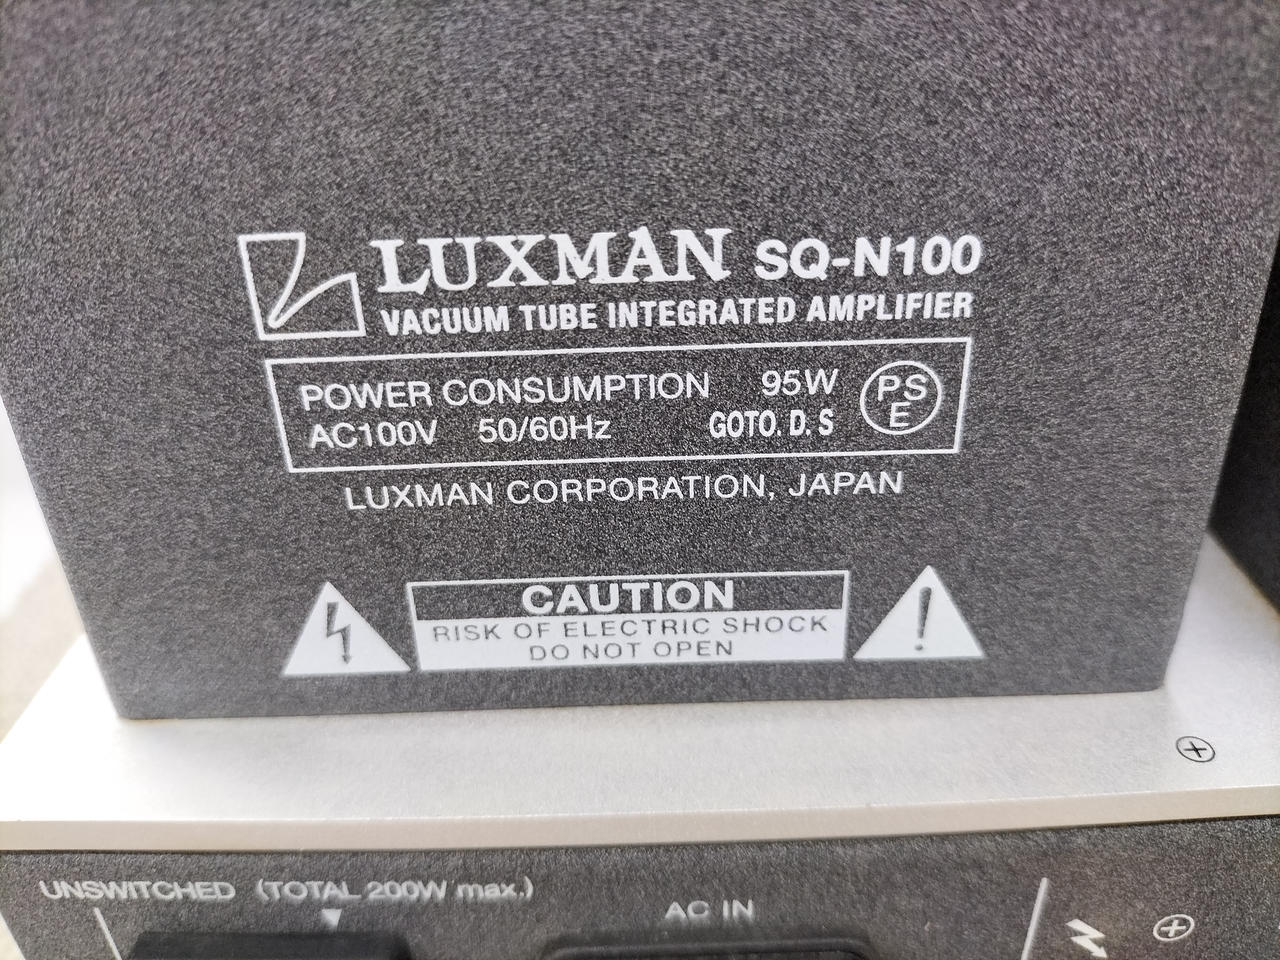 LUXMAN SQ-N100
VACUUM TUBE INTEGRATED AMPLIFIER
POWER CONSUMPTION 95W
AC100V 50/60Hz GOTO. D. S
PS
E
LUXMAN CORPORATION, JAPAN
CAUTION
RISK OF ELECTRIC SHOCK
DO NOT OPEN
UNSWITCHED (TOTAL 200W max.)
AC IN